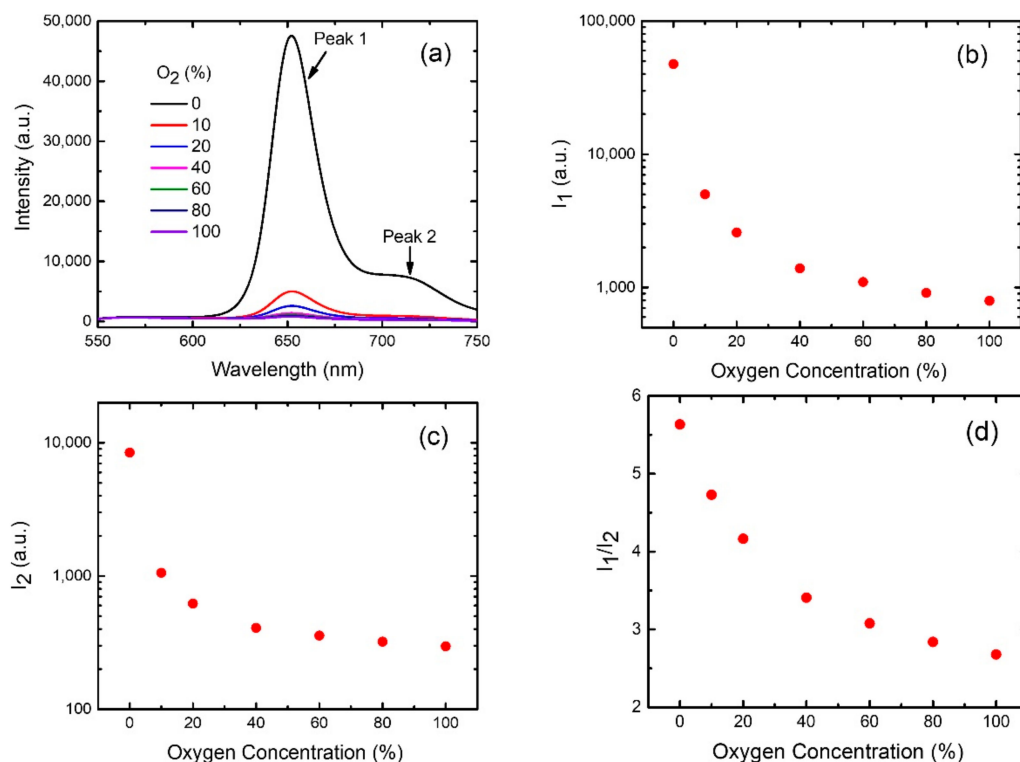 (a)
50,000
40,000
30,000
20,000
10,000
0
Intensity (a.u.)
O2 (%)
0
10
20
40
60
80
100
Peak 1
Peak 2
550 600 650 700 750
Wavelength (nm)
(b)
100,000
10,000
1,000
I1 (a.u.)
0 20 40 60 80 100
Oxygen Concentration (%)
(c)
10,000
1,000
100
I2 (a.u.)
0 20 40 60 80 100
Oxygen Concentration (%)
(d)
6
5
4
3
2
I1/I2
0 20 40 60 80 100
Oxygen Concentration (%)